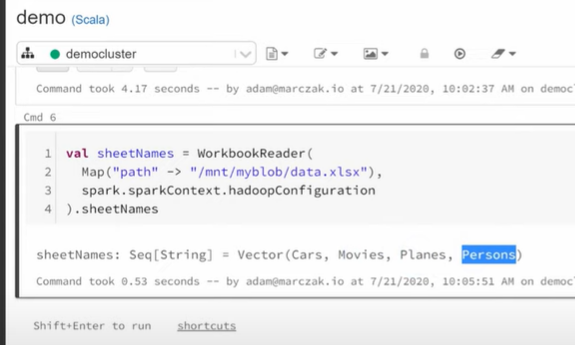 demo (Scala)
democluster
Command took 4.17 seconds -- by adam@marczak.io at 7/21/2020, 10:02:37 AM on democ
Cmd 6
1 val sheetNames = WorkbookReader(
2 Map("path" -> "/mnt/myblob/data.xlsx"),
3 spark.sparkContext.hadoopConfiguration
4 ).sheetNames
sheetNames: Seq[String] = Vector(Cars, Movies, Planes, Persons)
Command took 0.53 seconds -- by adam@marczak.io at 7/21/2020, 10:05:51 AM on democ
Shift+Enter to run shortcuts